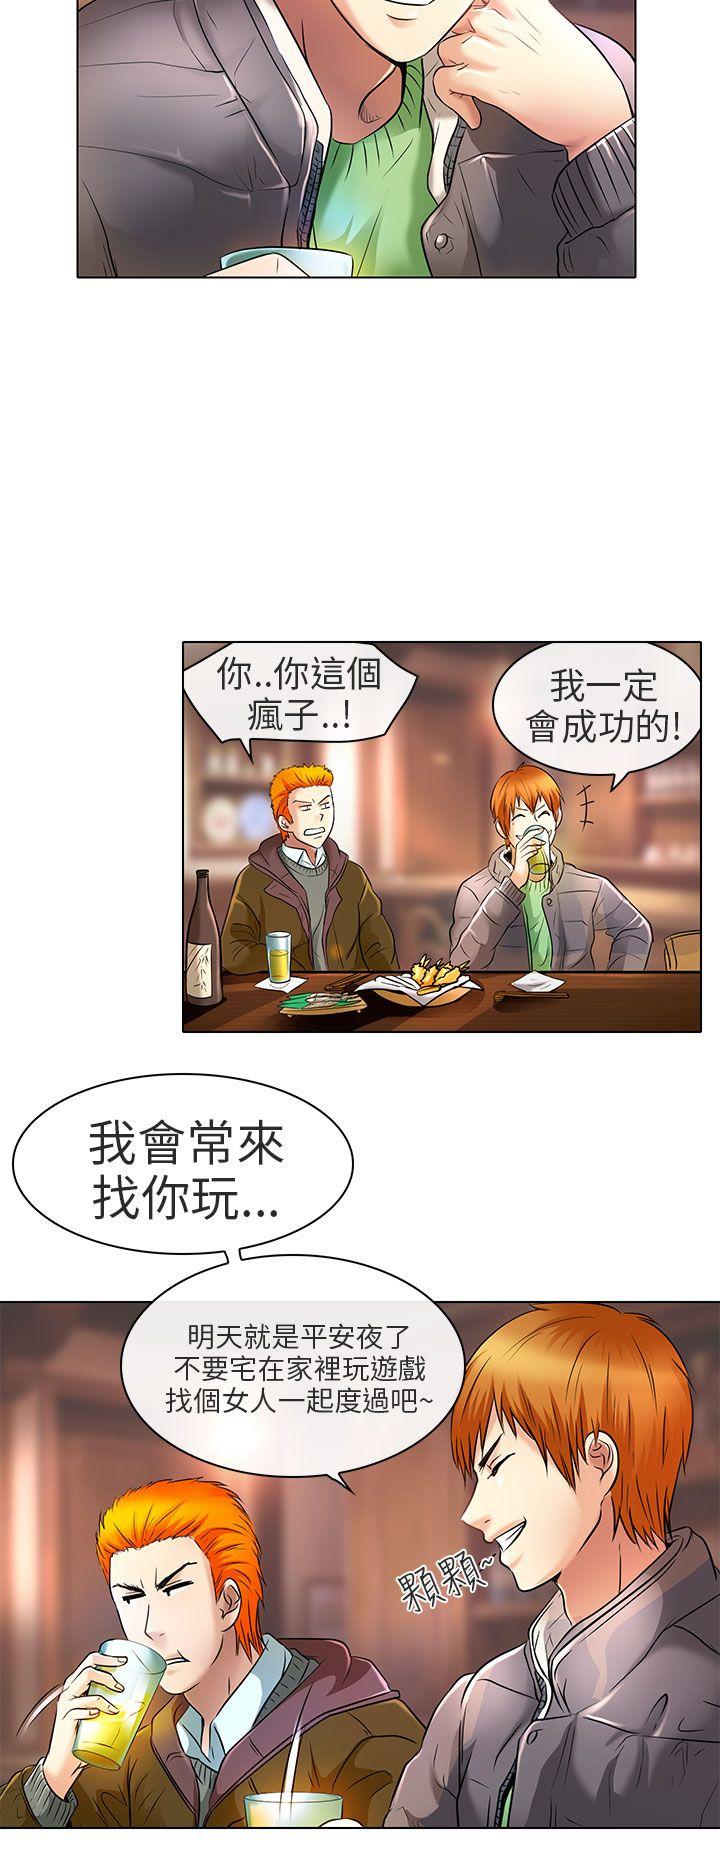 你..你這個
瘋子..!
我一定
會成功的!
我會常來
找你玩...
明天就是平安夜了
不要宅在家裡玩遊戲
找個女人一起度過吧~
顆顆~